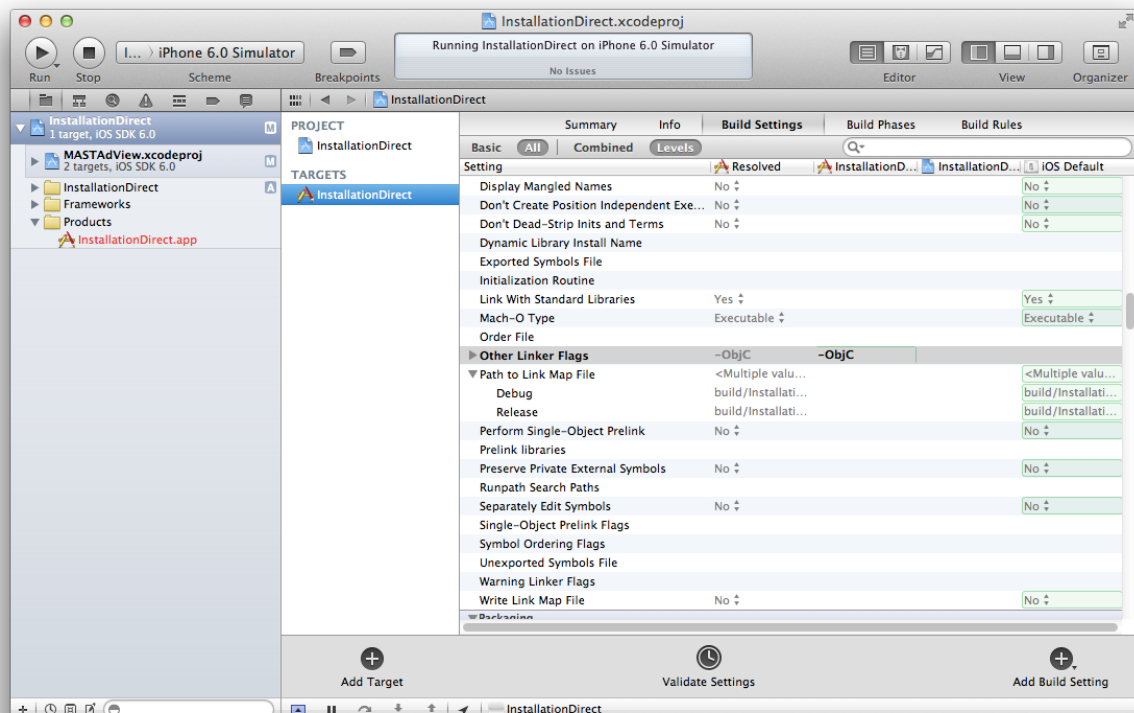 InstallationDirect.xcodeproj
I... › iPhone 6.0 Simulator
Running InstallationDirect on iPhone 6.0 Simulator
No Issues
Run Stop Scheme Breakpoints Editor View Organizer
InstallationDirect
1 target, iOS SDK 6.0
M
MASTAdView.xcodeproj
2 targets, iOS SDK 6.0
M
InstallationDirect
A
Frameworks
Products
InstallationDirect.app
InstallationDirect
PROJECT
InstallationDirect
TARGETS
InstallationDirect
Summary Info Build Settings Build Phases Build Rules
Basic All Combined Levels
Setting Resolved InstallationD... InstallationD... iOS Default
Display Mangled Names No No
Don't Create Position Independent Exe... No No
Don't Dead-Strip Inits and Terms No No
Dynamic Library Install Name
Exported Symbols File
Initialization Routine
Link With Standard Libraries Yes Yes
Mach-O Type Executable Executable
Order File
Other Linker Flags -ObjC -ObjC
Path to Link Map File <Multiple valu... <Multiple valu...
Debug build/Installati... build/Installati...
Release build/Installati... build/Installati...
Perform Single-Object Prelink No No
Prelink libraries
Preserve Private External Symbols No No
Runpath Search Paths
Separately Edit Symbols No No
Single-Object Prelink Flags
Symbol Ordering Flags
Unexported Symbols File
Warning Linker Flags
Write Link Map File No No
Packaging
Add Target Validate Settings Add Build Setting
InstallationDirect